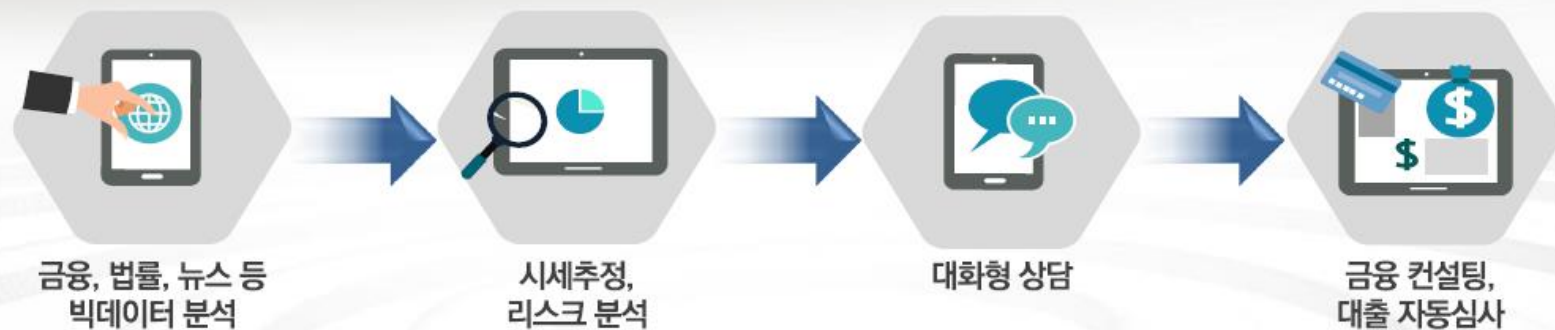 금융, 법률, 뉴스 등
빅데이터 분석
시세추정,
리스크 분석
대화형 상담
금융 컨설팅,
대출 자동심사
$
$